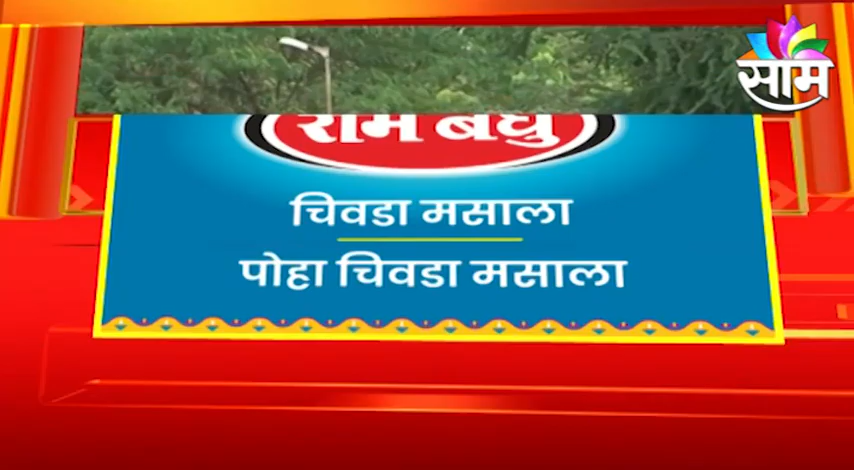 साम
राम बंधु
चिवडा मसाला
पोहा चिवडा मसाला